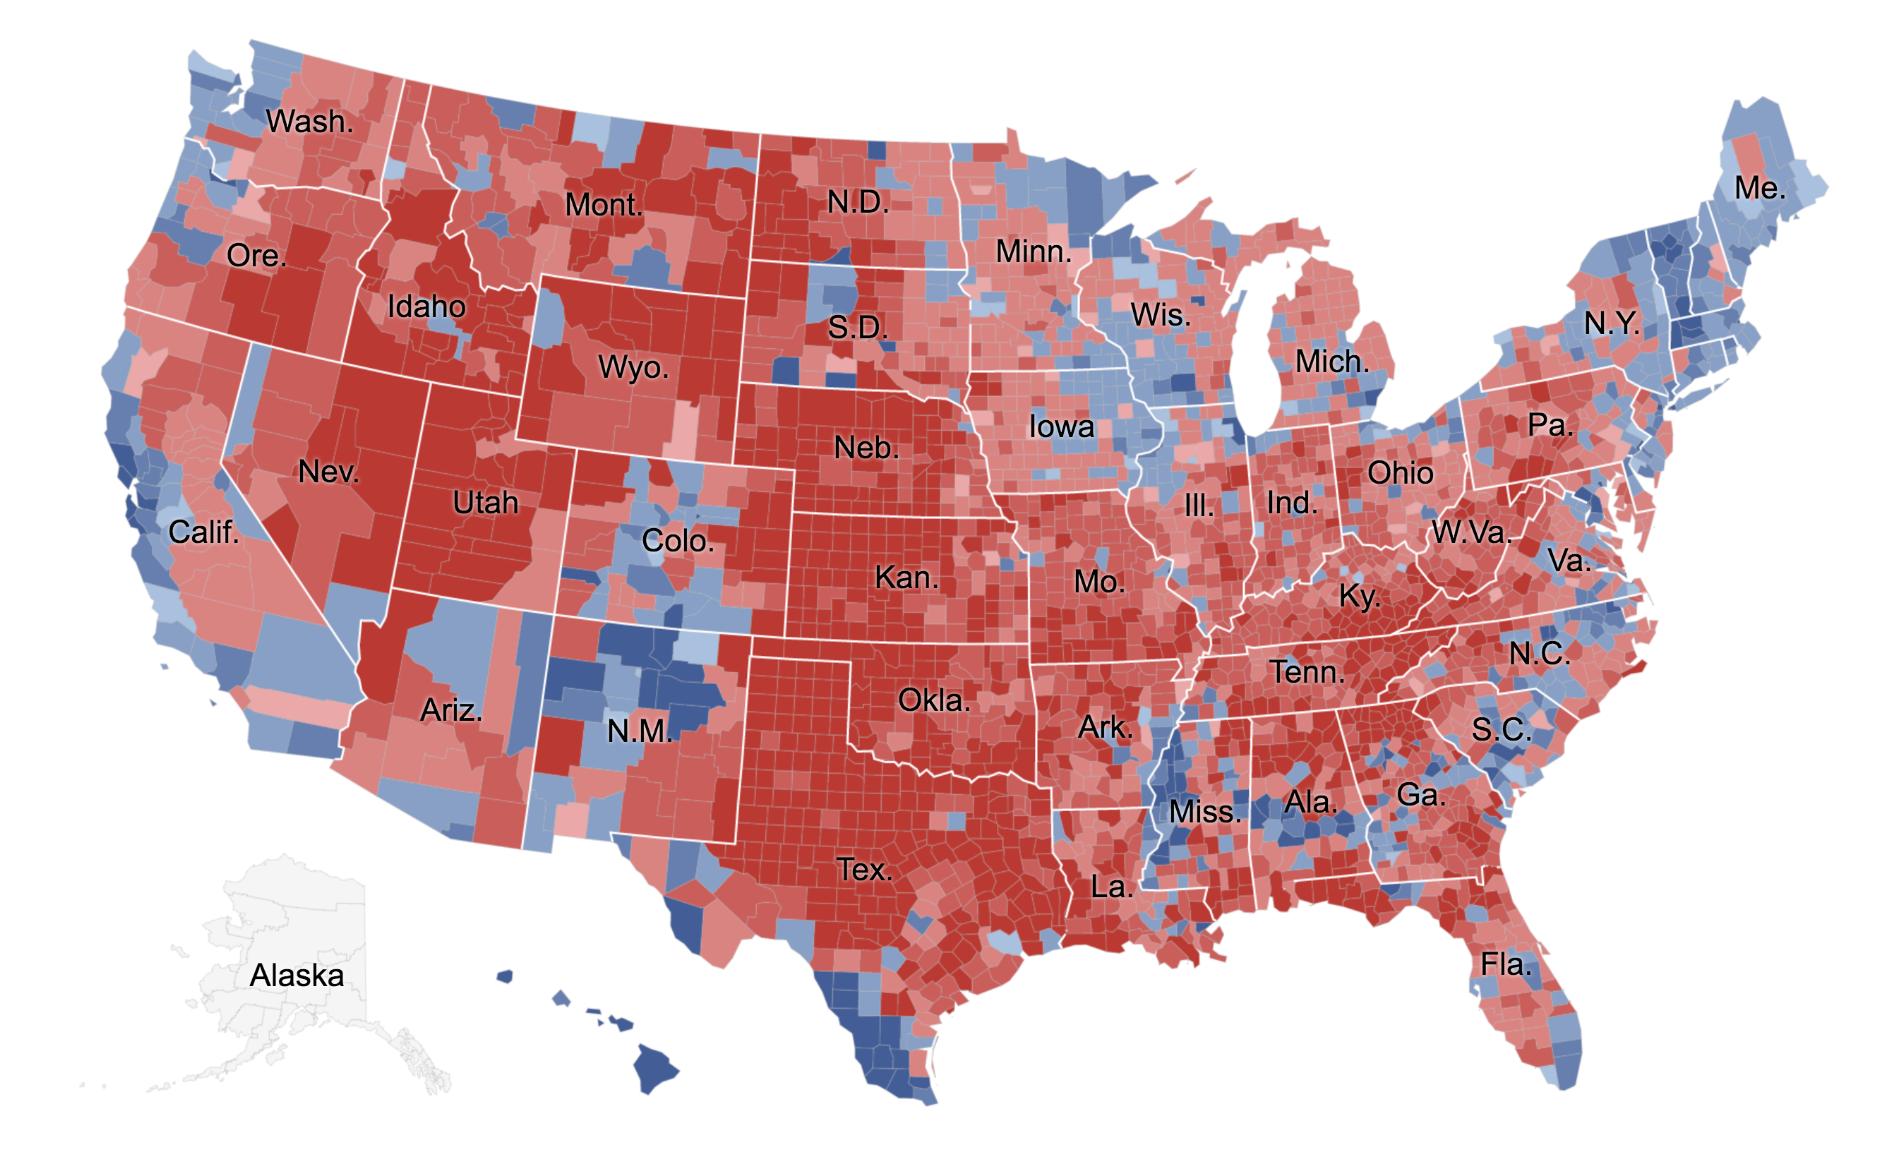 Wash.
Me.
Mont.
N.D.
Minn.
Ore.
Idaho
Wis.
N.Y.
S.D.
Wyo.
Mich.
Pa.
Iowa
Neb.
Ohio
Nev.
Utah
Ill.
Ind.
Calif.
Colo.
W.Va.
Va.
Kan.
Mo.
Ky.
N.C.
Tenn.
Okla.
Ariz.
N.M.
Ark.
S.C.
Ga.
Ala.
Miss.
Tex.
La.
Fla.
Alaska